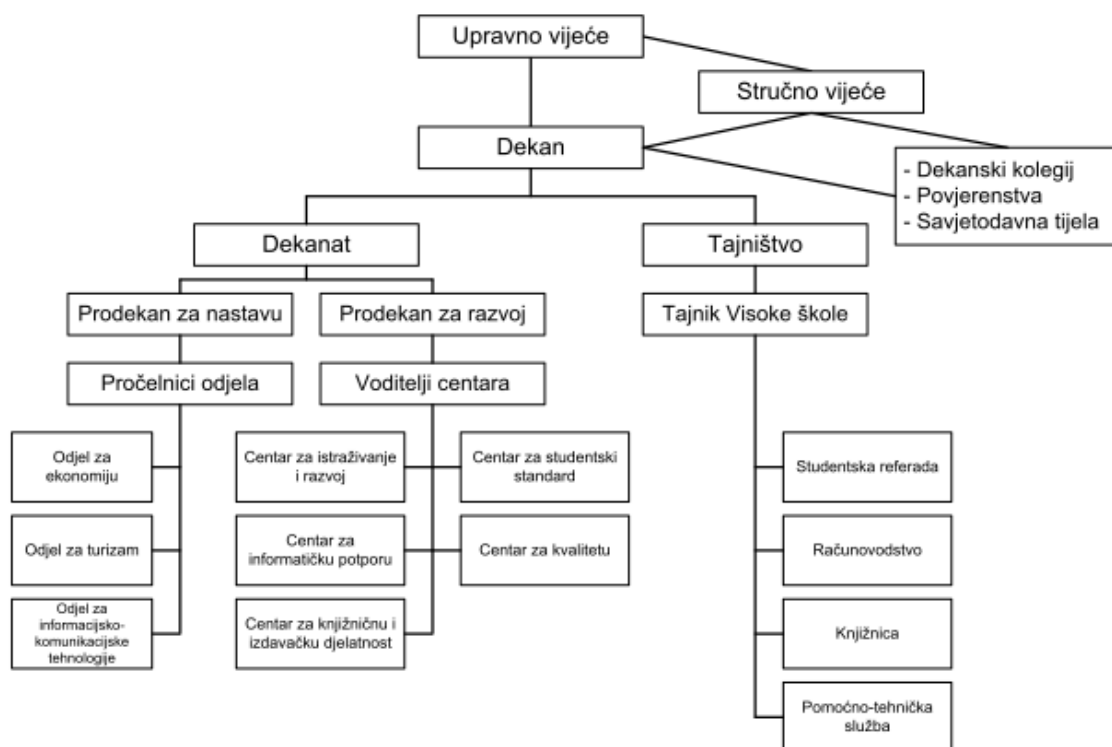 Upravno vijeće
Stručno vijeće
Dekan
- Dekanski kolegij
- Povjerenstva
- Savjetodavna tijela
Dekanat
Tajništvo
Prodekan za nastavu
Prodekan za razvoj
Tajnik Visoke škole
Pročelnici odjela
Voditelji centara
Odjel za
ekonomiju
Centar za istraživanje
i razvoj
Centar za studentski
standard
Studentska referada
Odjel za turizam
Centar za
informatičku potporu
Centar za kvalitetu
Računovodstvo
Odjel za
informacijsko-
komunikacijske
tehnologije
Centar za knjižničnu i
izdavačku djelatnost
Knjižnica
Pomoćno-tehnička
služba